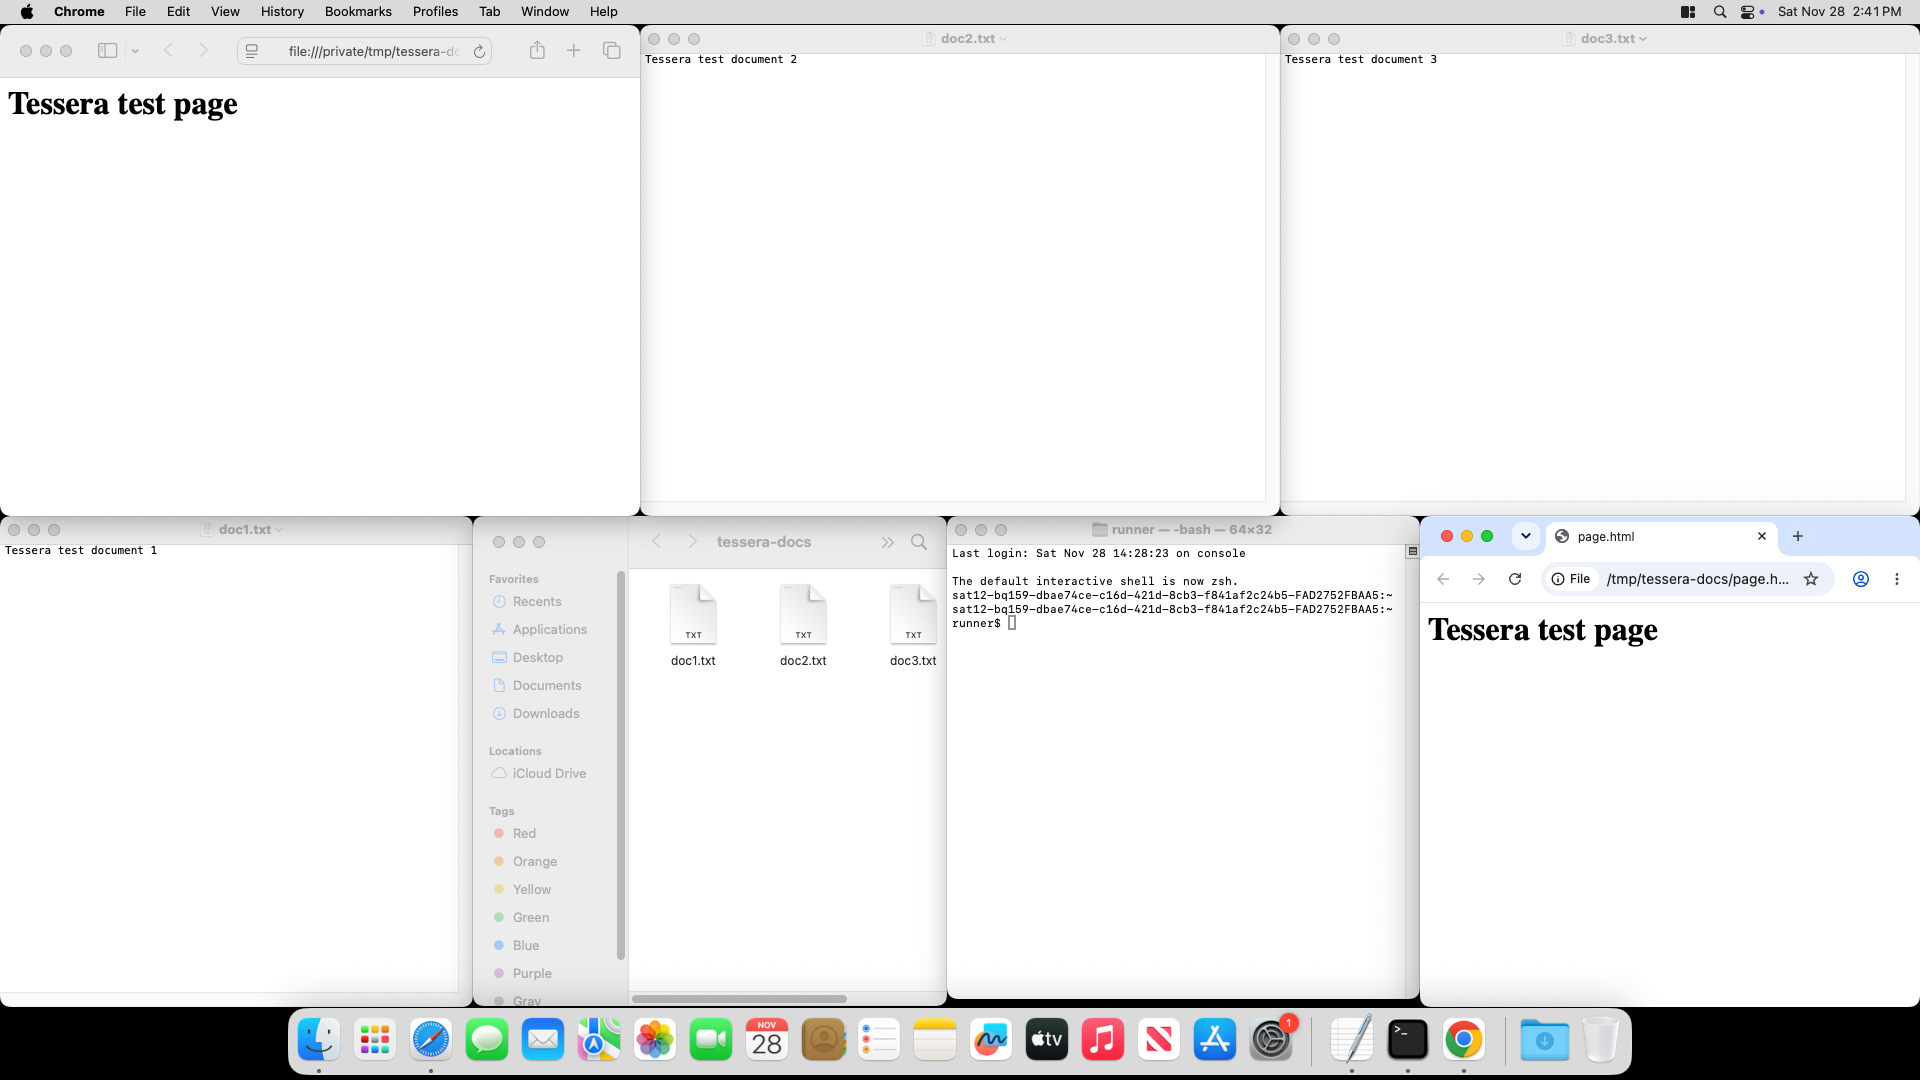 Chrome File Edit View History Bookmarks Profiles Tab Window Help Sat Nov 28 2:41 PM
file:///private/tmp/tessera-do
Tessera test page
doc2.txt
Tessera test document 2
doc3.txt
Tessera test document 3
doc1.txt
Tessera test document 1
tessera-docs
Favorites
Recents
Applications
Desktop
Documents
Downloads
Locations
iCloud Drive
Tags
Red
Orange
Yellow
Green
Blue
Purple
Gray
TXT TXT TXT
doc1.txt doc2.txt doc3.txt
runner — -bash — 64×32
Last login: Sat Nov 28 14:28:23 on console
The default interactive shell is now zsh.
sat12-bq159-dbae74ce-c16d-421d-8cb3-f841af2c24b5-FAD2752FBAA5:~
sat12-bq159-dbae74ce-c16d-421d-8cb3-f841af2c24b5-FAD2752FBAA5:~
runner$
page.html
File /tmp/tessera-docs/page.h...
Tessera test page
NOV
28
tv
1
>_